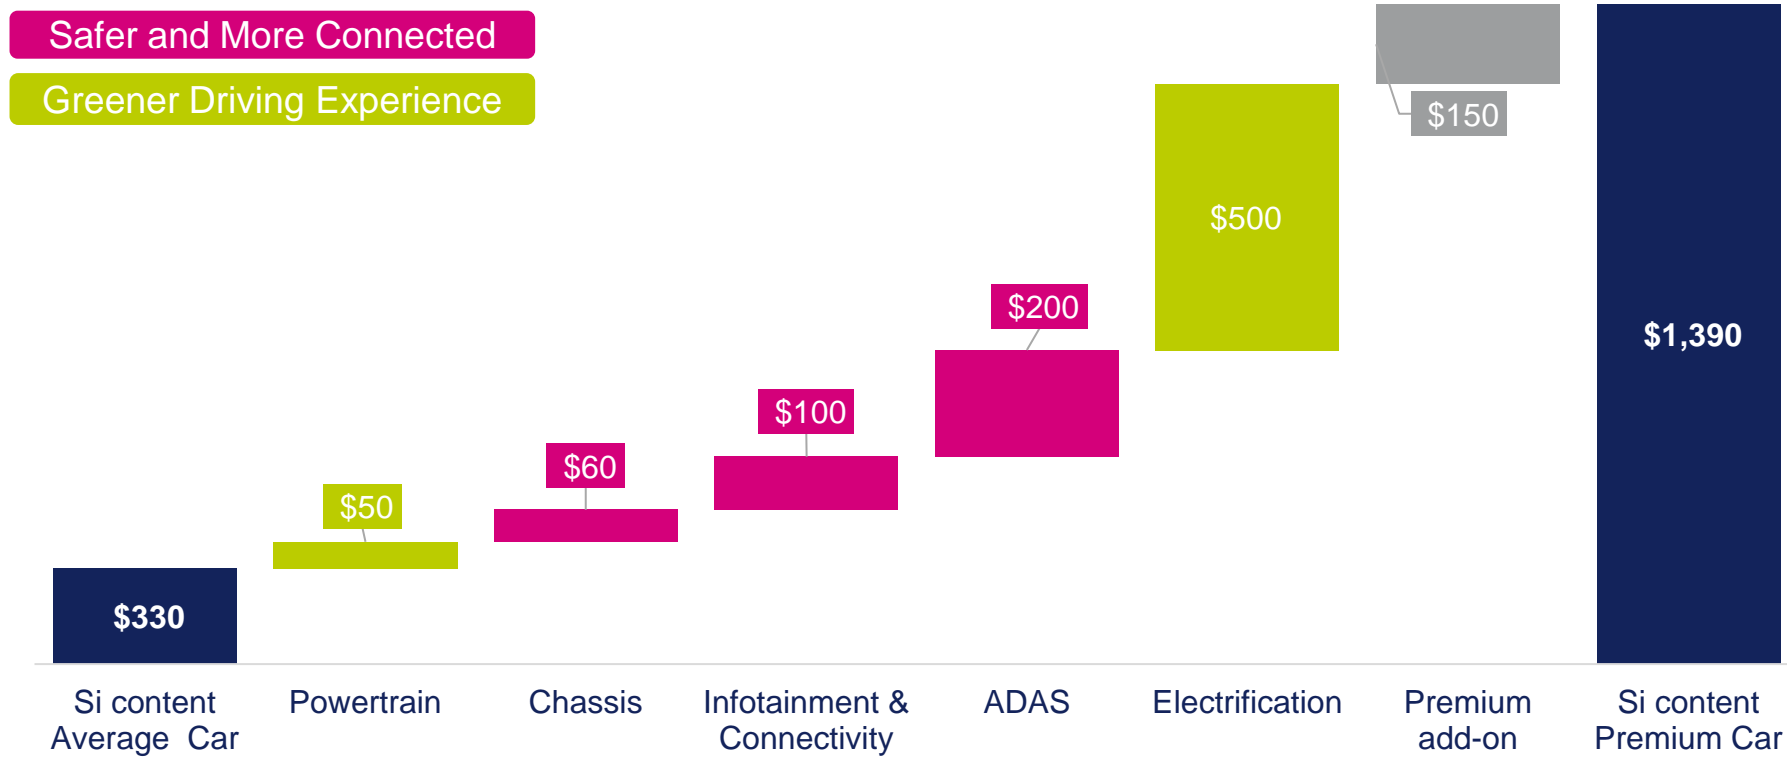 Safer and More Connected
Greener Driving Experience
$330
$50
$60
$100
$200
$500
$150
$1,390
Si content
Average Car
Powertrain
Chassis
Infotainment &
Connectivity
ADAS
Electrification
Premium
add-on
Si content
Premium Car